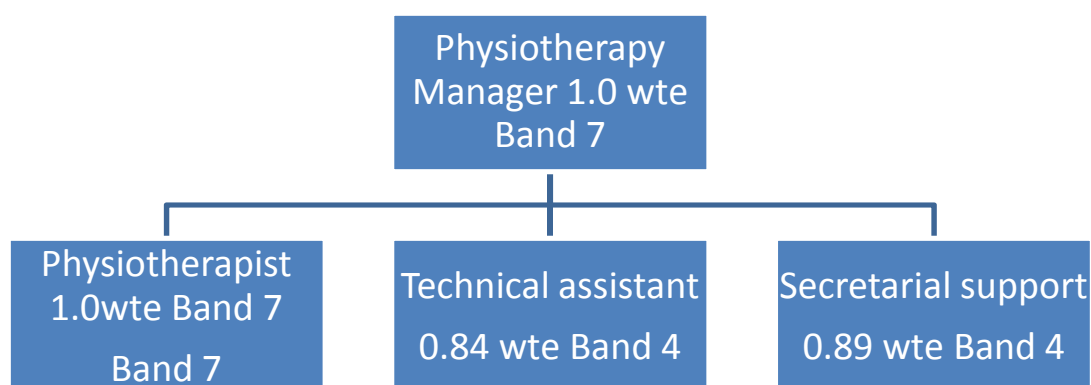 Physiotherapy
Manager 1.0 wte
Band 7
Physiotherapist
1.0wte Band 7
Band 7
Technical assistant
0.84 wte Band 4
Secretarial support
0.89 wte Band 4